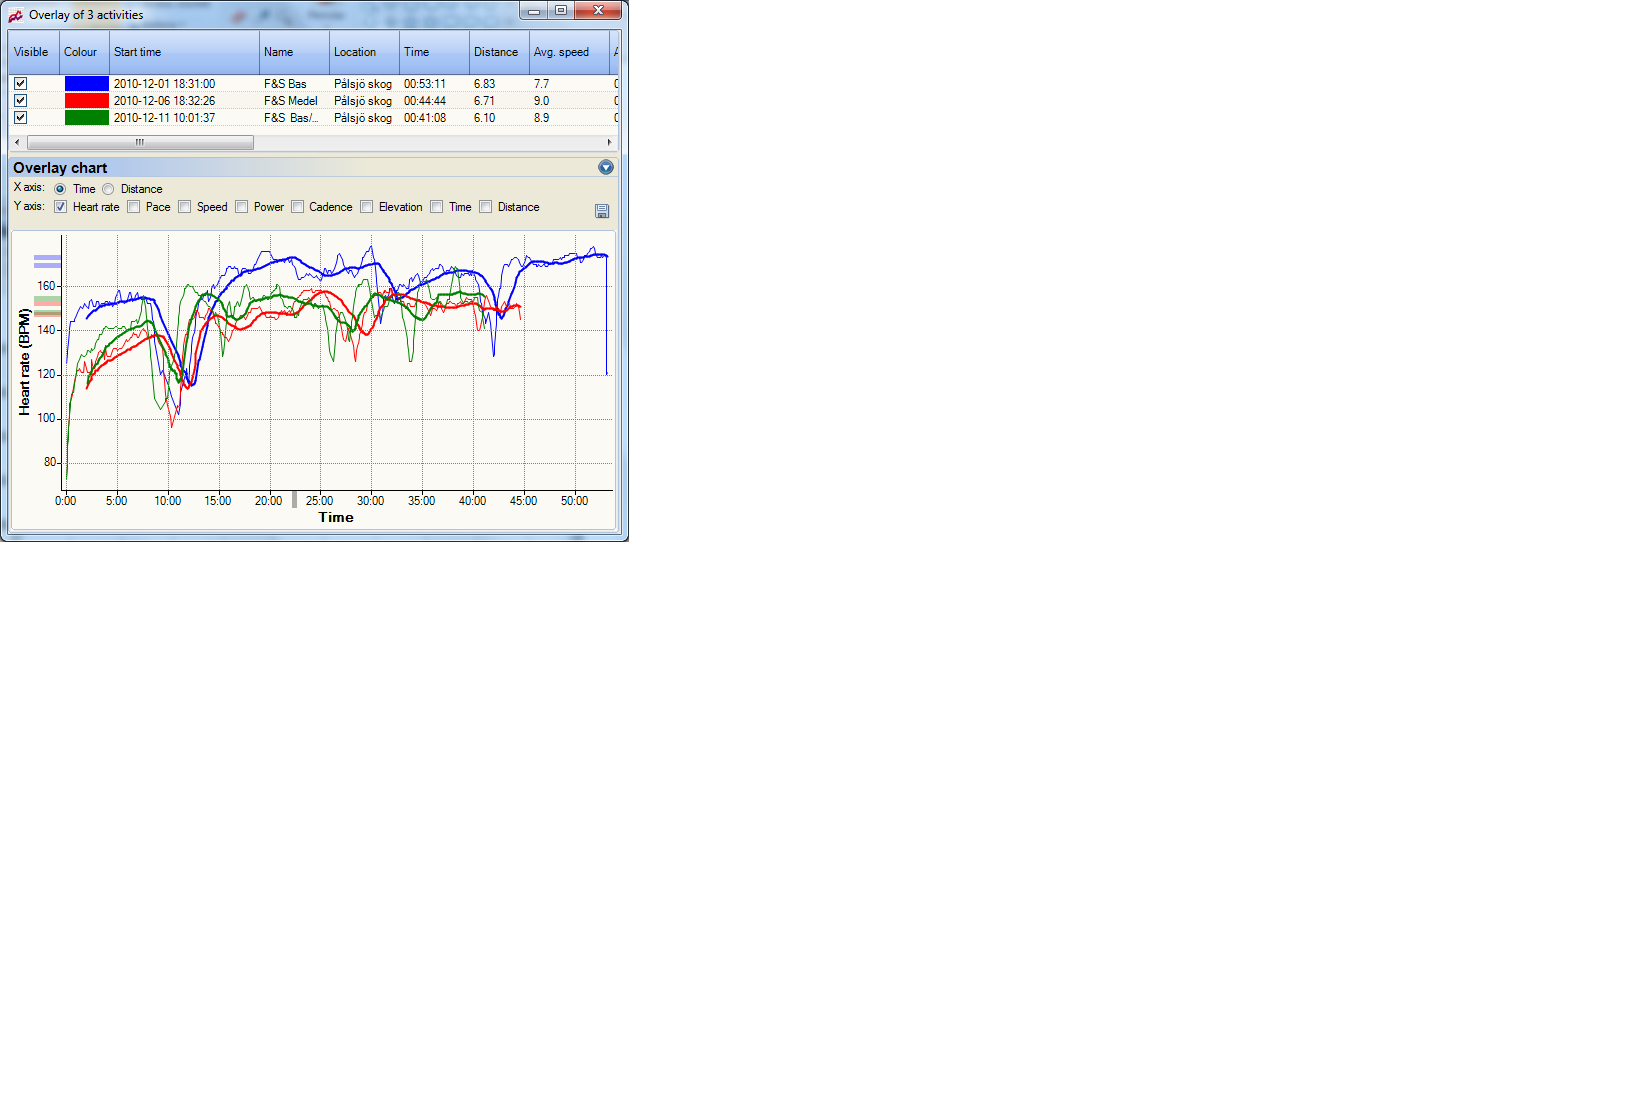 Overlay of 3 activities
Visible Colour Start time Name Location Time Distance Avg. speed
2010-12-01 18:31:00 F&S Bas Pålsjö skog 00:53:11 6.83 7.7
2010-12-06 18:32:26 F&S Medel Pålsjö skog 00:44:44 6.71 9.0
2010-12-11 10:01:37 F&S Bas/... Pålsjö skog 00:41:08 6.10 8.9
Overlay chart
X axis: Time Distance
Y axis: Heart rate Pace Speed Power Cadence Elevation Time Distance
Heart rate (BPM)
160
140
120
100
80
0:00 5:00 10:00 15:00 20:00 25:00 30:00 35:00 40:00 45:00 50:00
Time